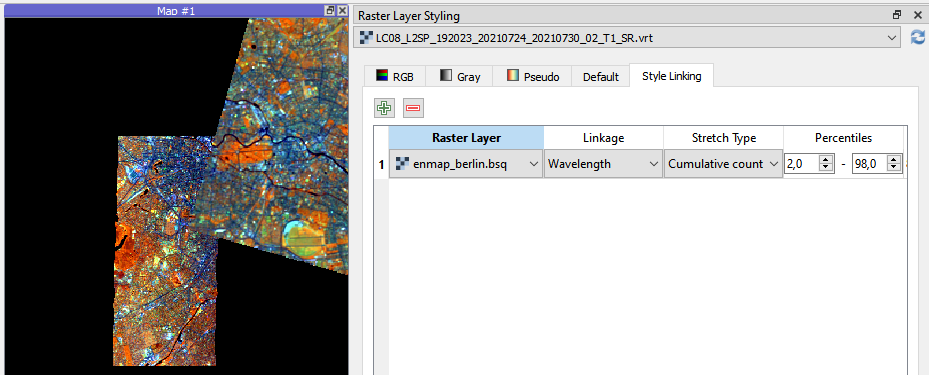 Map #1
Raster Layer Styling
LC08_L2SP_192023_20210724_20210730_02_T1_SR.vrt
RGB Gray Pseudo Default Style Linking
Raster Layer Linkage Stretch Type Percentiles
1 enmap_berlin.bsq Wavelength Cumulative count 2,0 - 98,0